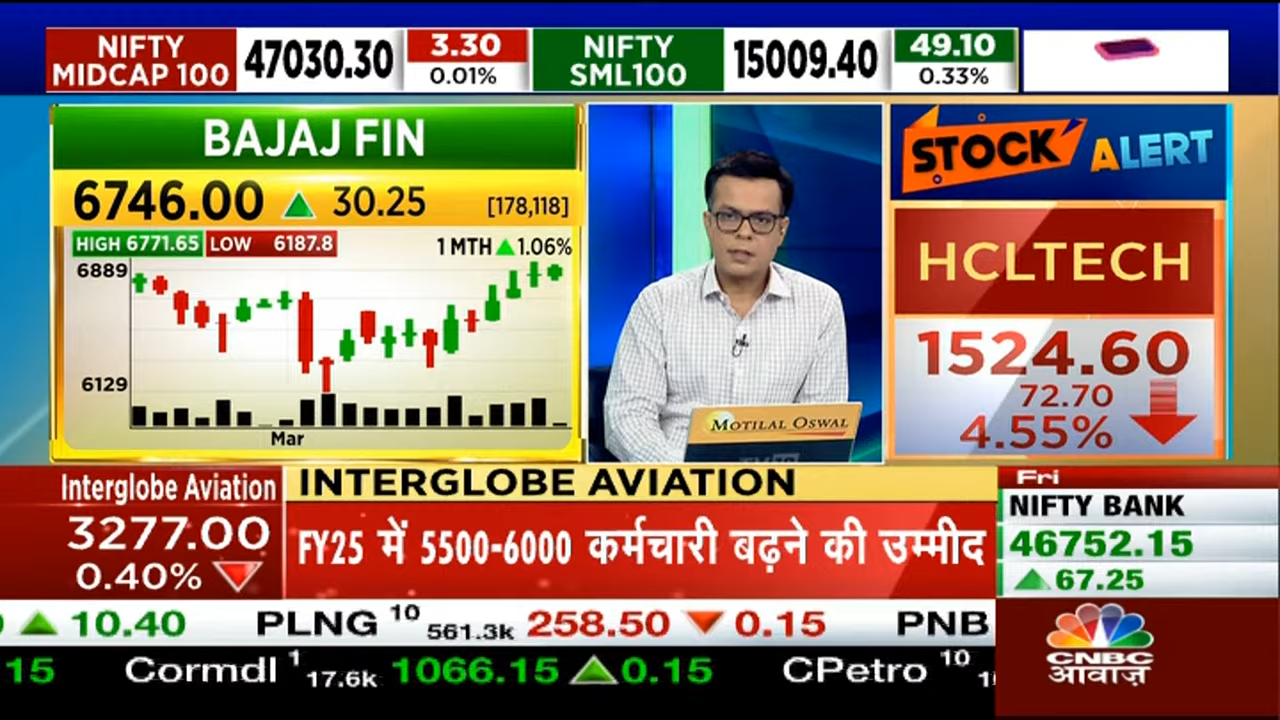 NIFTY
MIDCAP 100
47030.30
3.30
0.01%
NIFTY
SML100
15009.40
49.10
0.33%
BAJAJ FIN
6746.00 30.25 [178,118]
HIGH 6771.65 LOW 6187.8 1 MTH 1.06%
6889
6129
Mar
MOTILAL OSWAL
STOCK ALERT
HCLTECH
1524.60
72.70
4.55%
Interglobe Aviation
3277.00
0.40%
INTERGLOBE AVIATION
FY25 में 5500-6000 कर्मचारी बढ़ने की उम्मीद
Fri
NIFTY BANK
46752.15
67.25
10.40 PLNG 10 561.3k 258.50 0.15 PNB
15 Cormdl 1 17.6k 1066.15 0.15 CPetro 10
CNBC
आवाज़